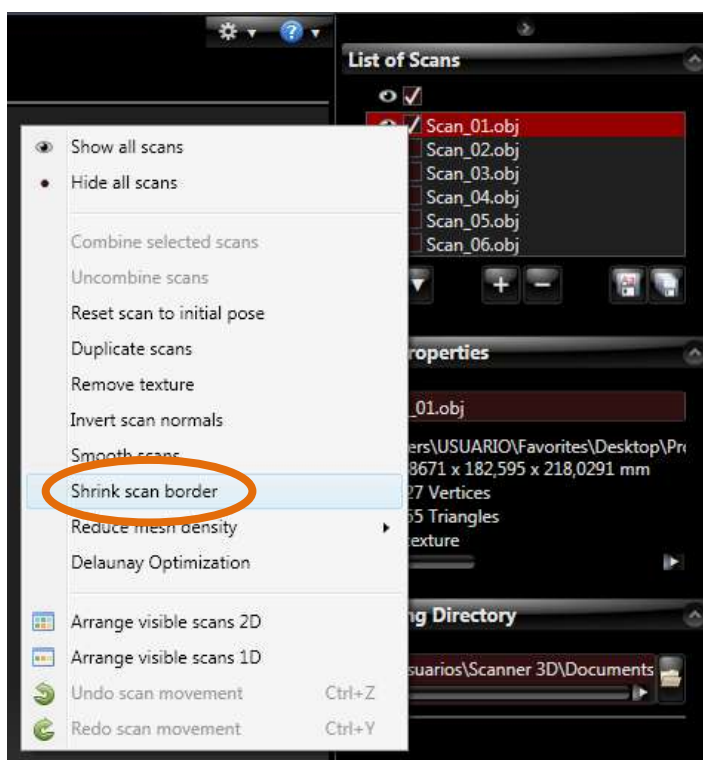 List of Scans
Scan_01.obj
Scan_02.obj
Scan_03.obj
Scan_04.obj
Scan_05.obj
Scan_06.obj
Show all scans
Hide all scans
Combine selected scans
Uncombine scans
Reset scan to initial pose
Duplicate scans
Remove texture
Invert scan normals
Smooth scans
Shrink scan border
Reduce mesh density
Delaunay Optimization
Arrange visible scans 2D
Arrange visible scans 1D
Undo scan movement Ctrl+Z
Redo scan movement Ctrl+Y
roperties
_01.obj
ers\USUARIO\Favorites\Desktop\Pr
8671 x 182,595 x 218,0291 mm
27 Vertices
55 Triangles
texture
ng Directory
suarios\Scanner 3D\Documents